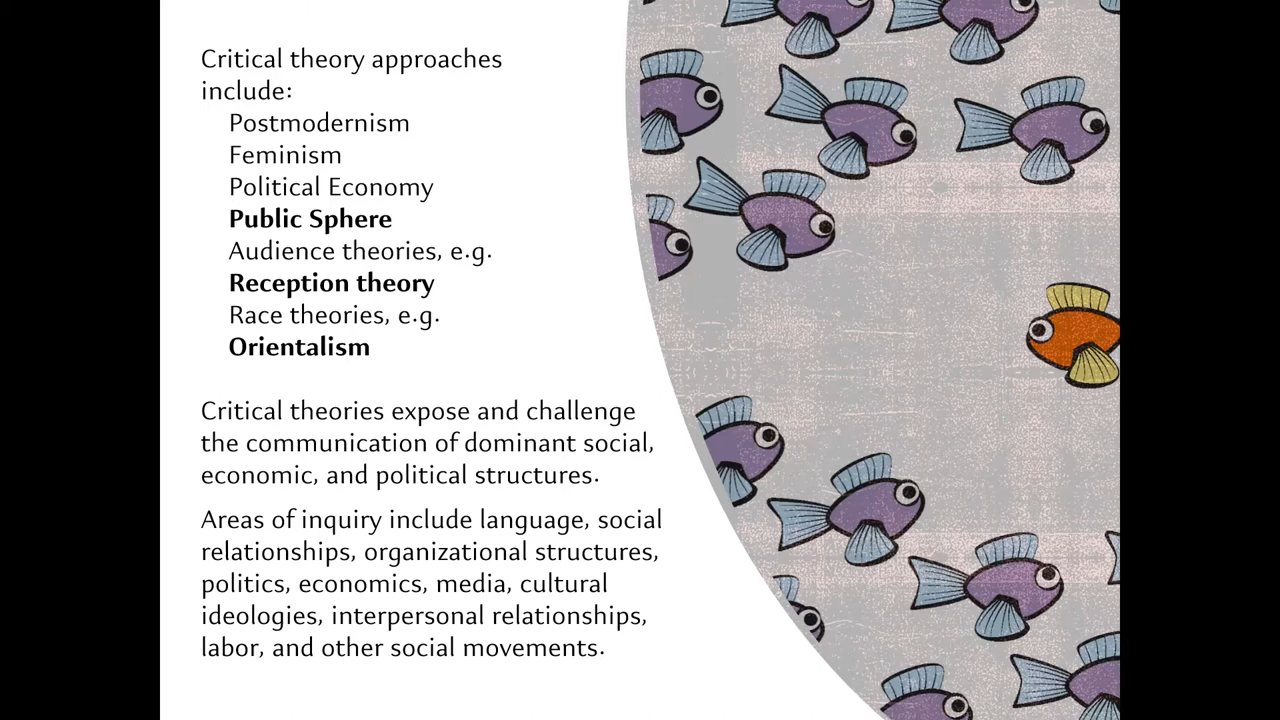 Critical theory approaches
include:
Postmodernism
Feminism
Political Economy
Public Sphere
Audience theories, e.g.
Reception theory
Race theories, e.g.
Orientalism
Critical theories expose and challenge
the communication of dominant social,
economic, and political structures.
Areas of inquiry include language, social
relationships, organizational structures,
politics, economics, media, cultural
ideologies, interpersonal relationships,
labor, and other social movements.